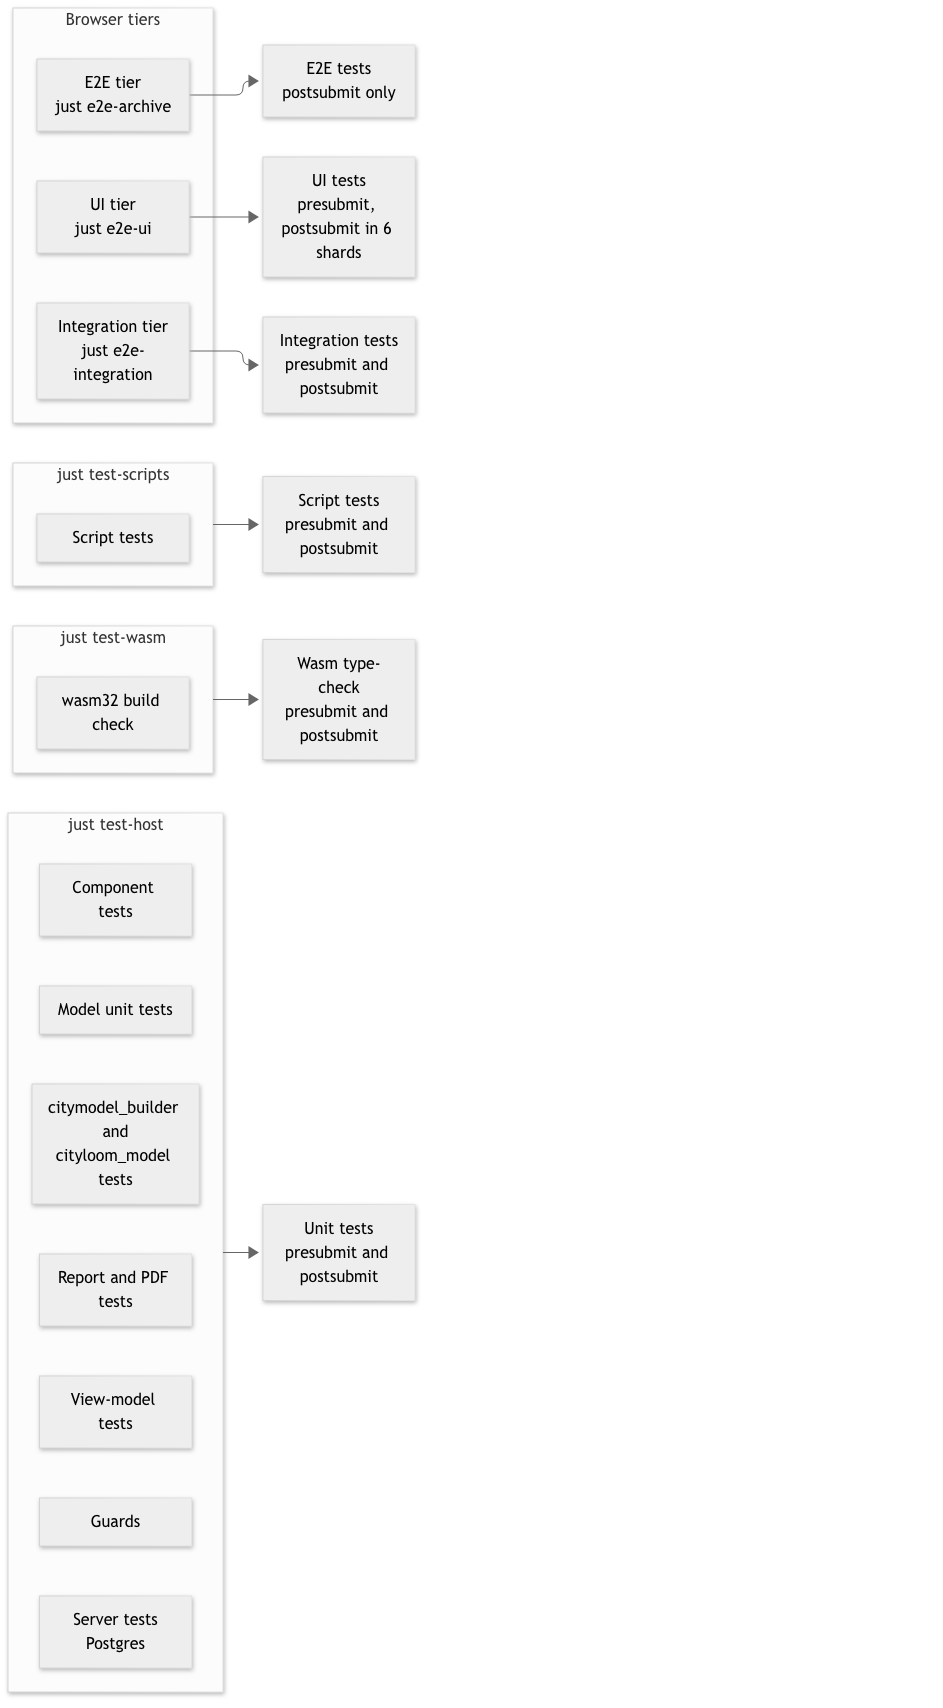 Browser tiers
E2E tier
just e2e-archive
E2E tests
postsubmit only
UI tier
just e2e-ui
UI tests
presubmit,
postsubmit in 6
shards
Integration tier
just e2e-
integration
Integration tests
presubmit and
postsubmit
just test-scripts
Script tests
Script tests
presubmit and
postsubmit
just test-wasm
wasm32 build
check
Wasm type-
check
presubmit and
postsubmit
just test-host
Component
tests
Model unit tests
citymodel_builder
and
cityloom_model
tests
Report and PDF
tests
View-model
tests
Guards
Server tests
Postgres
Unit tests
presubmit and
postsubmit